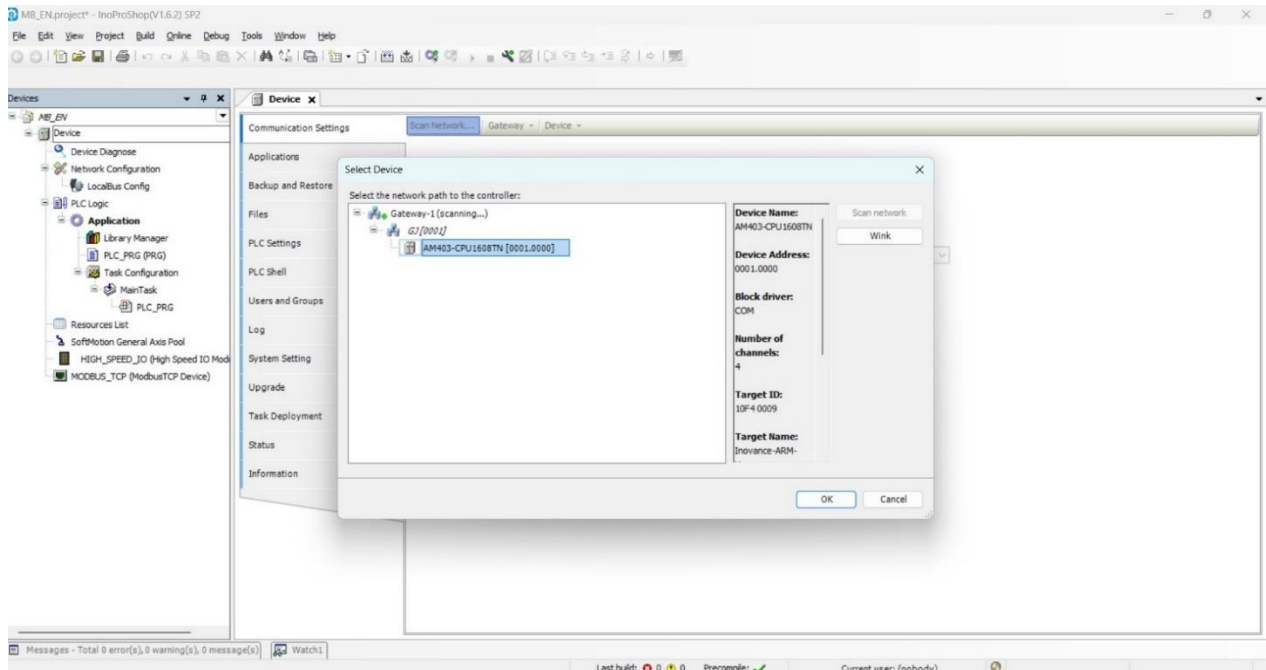 MB_EN.project* - InoProShop(V1.6.2) SP2
File Edit View Project Build Online Debug Tools Window Help
Devices
MB_EN
Device
Device Diagnose
Network Configuration
LocalBus Config
PLC Logic
Application
Library Manager
PLC_PRG (PRG)
Task Configuration
MainTask
PLC_PRG
Resources List
SoftMotion General Axis Pool
HIGH_SPEED_IO (High Speed IO Mod
MODBUS_TCP (ModbusTCP Device)
Device
Communication Settings
Applications
Backup and Restore
Files
PLC Settings
PLC Shell
Users and Groups
Log
System Setting
Upgrade
Task Deployment
Status
Information
Scan Network... Gateway Device
Select Device
Select the network path to the controller:
Gateway-1 (scanning...)
GJ[0001]
AM403-CPU1608TN [0001.0000]
Device Name:
AM403-CPU1608TN
Device Address:
0001.0000
Block driver:
COM
Number of
channels:
4
Target ID:
10F4 0009
Target Name:
Inovance-ARM-
Scan network
Wink
OK Cancel
Messages - Total 0 error(s), 0 warning(s), 0 message(s) Watch1
Last build: 0 0 Precompile: Current user: (nobody)